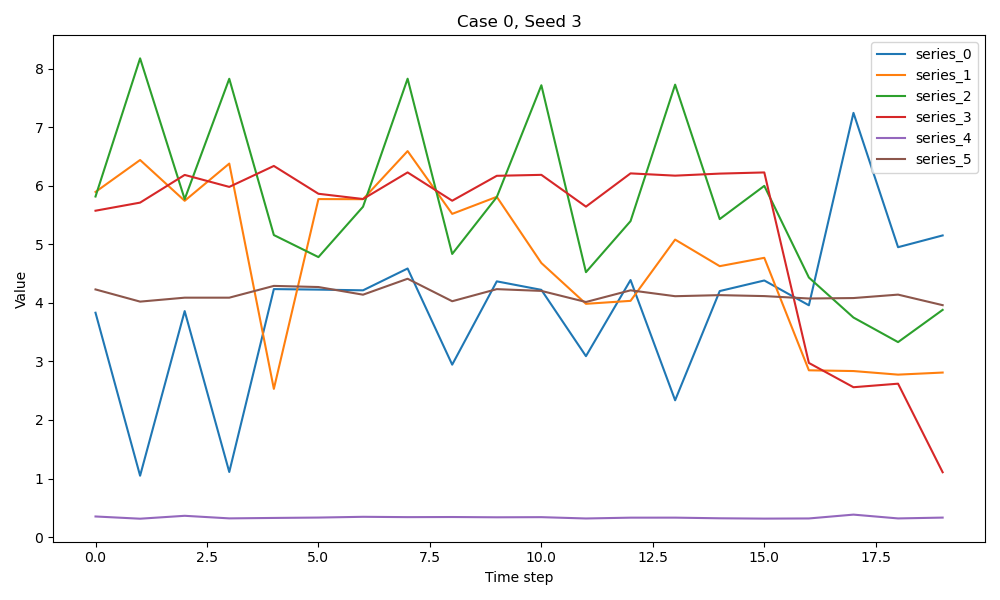 Case 0, Seed 3
Value
8
7
6
5
4
3
2
1
0
series_0
series_1
series_2
series_3
series_4
series_5
0.0 2.5 5.0 7.5 10.0 12.5 15.0 17.5
Time step